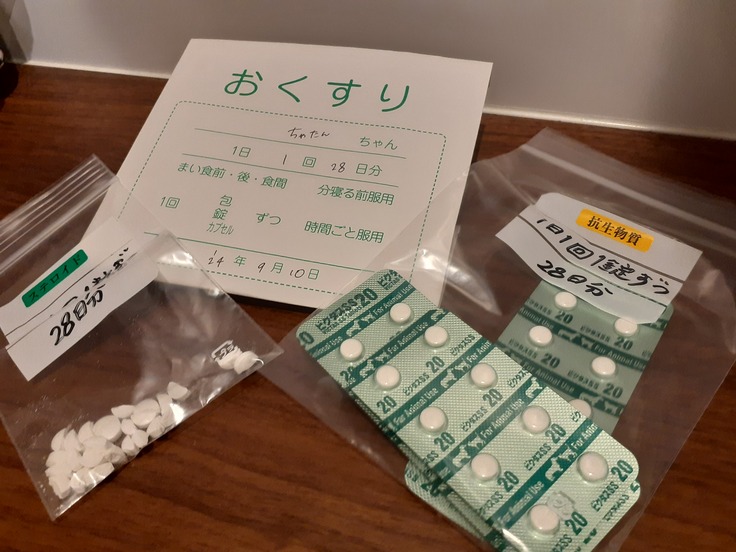 おくすり
ちゃたん ちゃん
1日 1 回 28 日分
まい食前・後・食間 分寝る前服用
1回 包 錠 カプセル ずつ 時間ごと服用
'24 年 9 月 10 日
ステロイド
28日分
抗生物質
1日1回1錠ずつ
28日分
ビクタスSS 20
For Animal Use